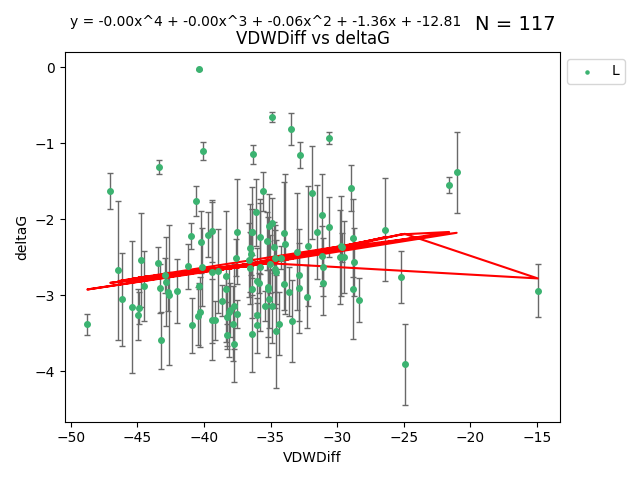 y = -0.00x^4 + -0.00x^3 + -0.06x^2 + -1.36x + -12.81
N = 117
VDWDiff vs deltaG
L
deltaG
0
−1
−2
−3
−4
−50
−45
−40
−35
−30
−25
−20
−15
VDWDiff